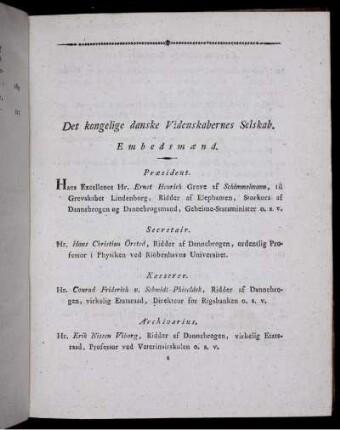 Det kongelige danske Videnskabernes Selskab.
Embedsmænd.
Præsident.
Hans Excellence Hr. Ernst Henrich Greve af Schimmelmann, til
Grevskabet Lindenborg, Ridder af Elephanten, Storkors af
Dannebrogen og Dannebrogsmand, Geheime-Statsminister o. s. v.
Secretair.
Hr. Hans Christian Örsted, Ridder af Dannebrogen, ordentlig Pro-
fessor i Physiken ved Kiöbenhavns Universitet.
Kasserer.
Hr. Conrad Friderich v. Schmidt-Phiseldek, Ridder af Dannebro-
gen, virkelig Etatsraad, Direkteur for Rigsbanken o. s. v.
Archivarius.
Hr. Erik Nissen Viborg, Ridder af Dannebrogen, virkelig Etats-
raad, Professor ved Veterinairskolen o. s. v.